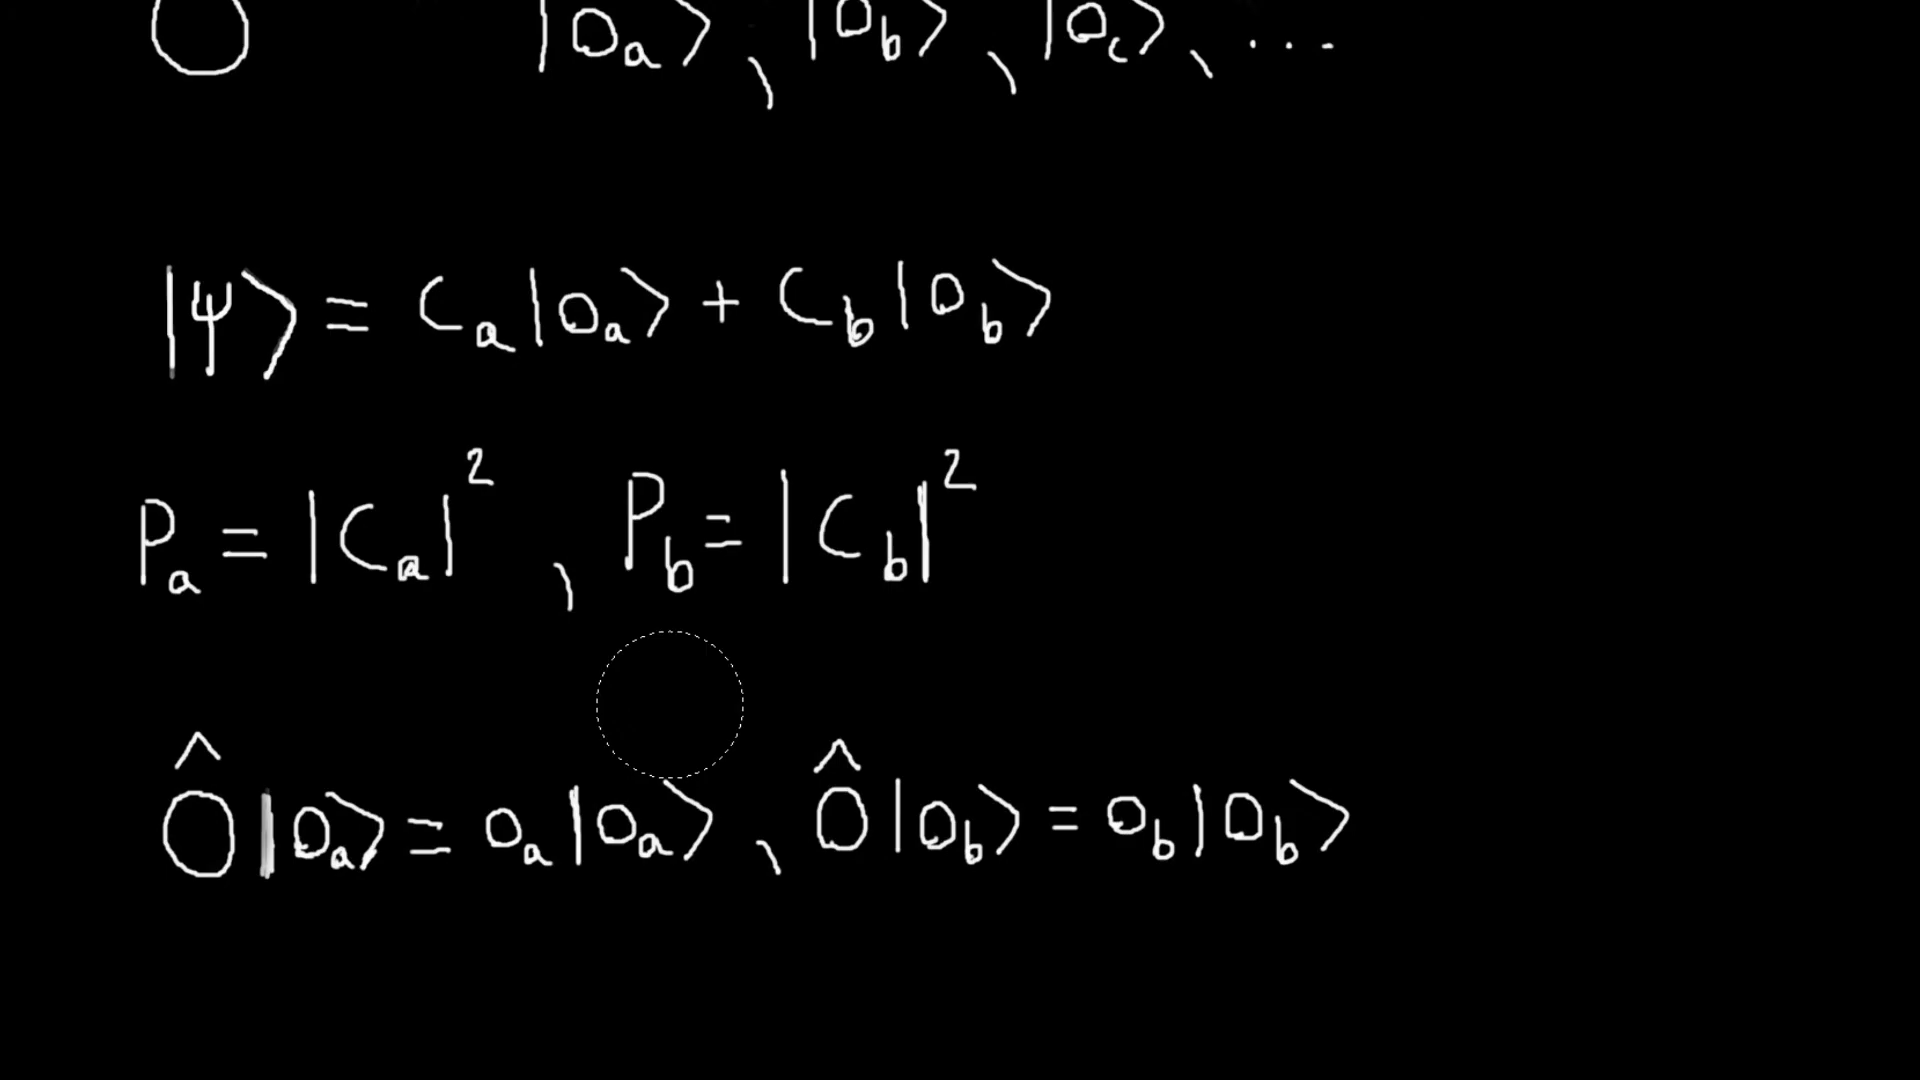 O |o_a⟩, |o_b⟩, |o_c⟩, ...
|ψ⟩ = C_a|o_a⟩ + C_b|o_b⟩
P_a = |C_a|², P_b = |C_b|²
Ô|o_a⟩ = o_a|o_a⟩, Ô|o_b⟩ = o_b|o_b⟩